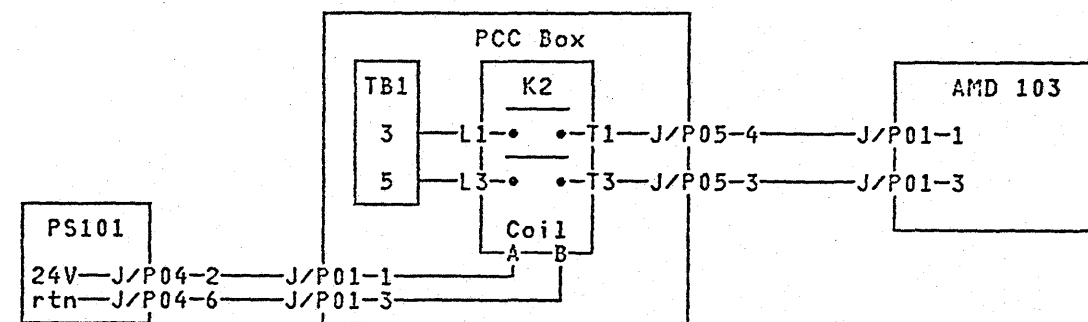 PCC Box
TB1 K2 AMD 103
3 L1 T1 J/P05-4 J/P01-1
5 L3 T3 J/P05-3 J/P01-3
PS101 Coil
A B
24V J/P04-2 J/P01-1
rtn J/P04-6 J/P01-3